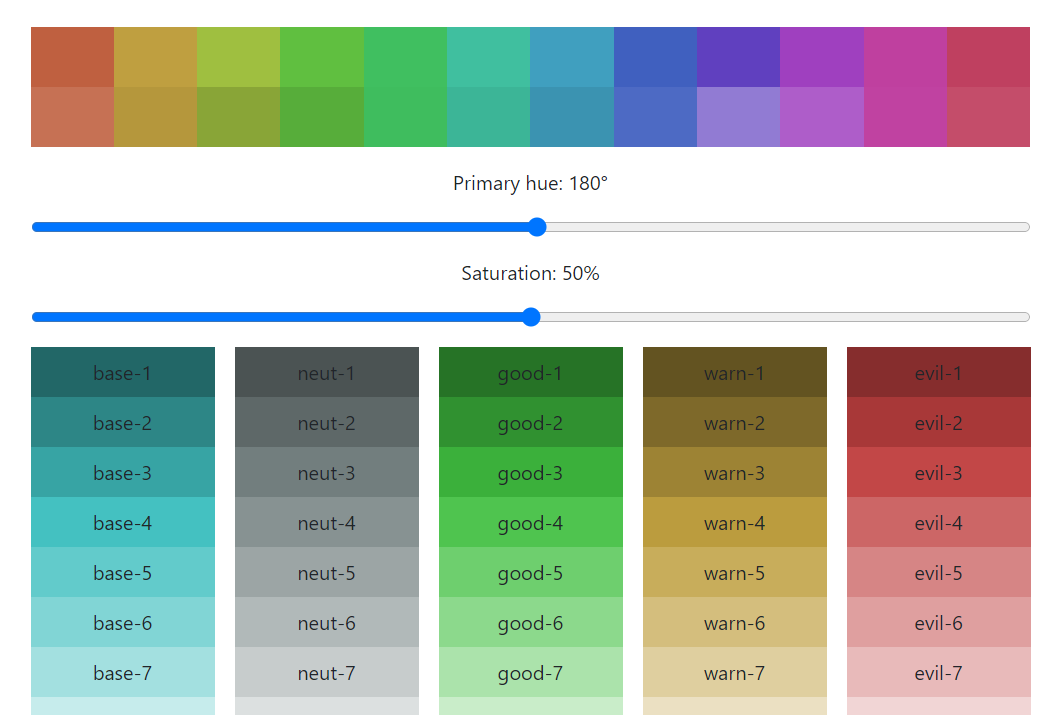 Primary hue: 180°
Saturation: 50%
base-1 neut-1 good-1 warn-1 evil-1
base-2 neut-2 good-2 warn-2 evil-2
base-3 neut-3 good-3 warn-3 evil-3
base-4 neut-4 good-4 warn-4 evil-4
base-5 neut-5 good-5 warn-5 evil-5
base-6 neut-6 good-6 warn-6 evil-6
base-7 neut-7 good-7 warn-7 evil-7